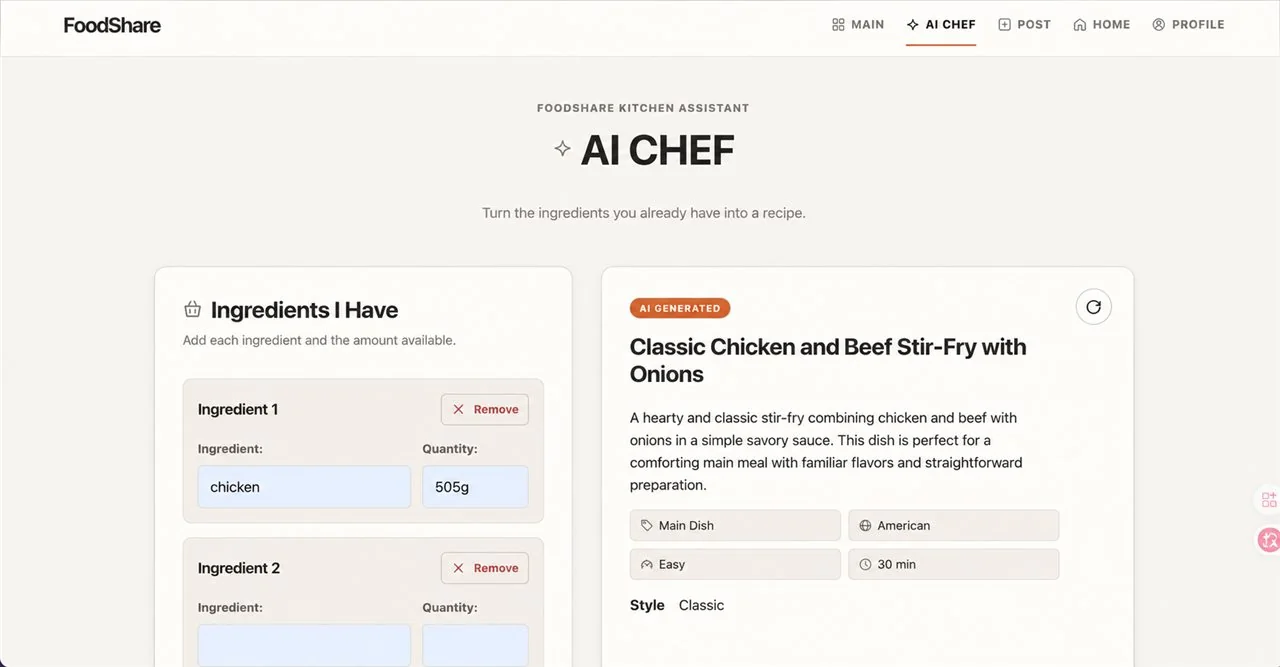 FoodShare
MAIN
AI CHEF
POST
HOME
PROFILE
FOODSHARE KITCHEN ASSISTANT
AI CHEF
Turn the ingredients you already have into a recipe.
Ingredients I Have
Add each ingredient and the amount available.
Ingredient 1
Remove
Ingredient:
Quantity:
chicken
505g
Ingredient 2
Remove
Ingredient:
Quantity:
AI GENERATED
Classic Chicken and Beef Stir-Fry with
Onions
A hearty and classic stir-fry combining chicken and beef with
onions in a simple savory sauce. This dish is perfect for a
comforting main meal with familiar flavors and straightforward
preparation.
Main Dish
American
Easy
30 min
Style Classic